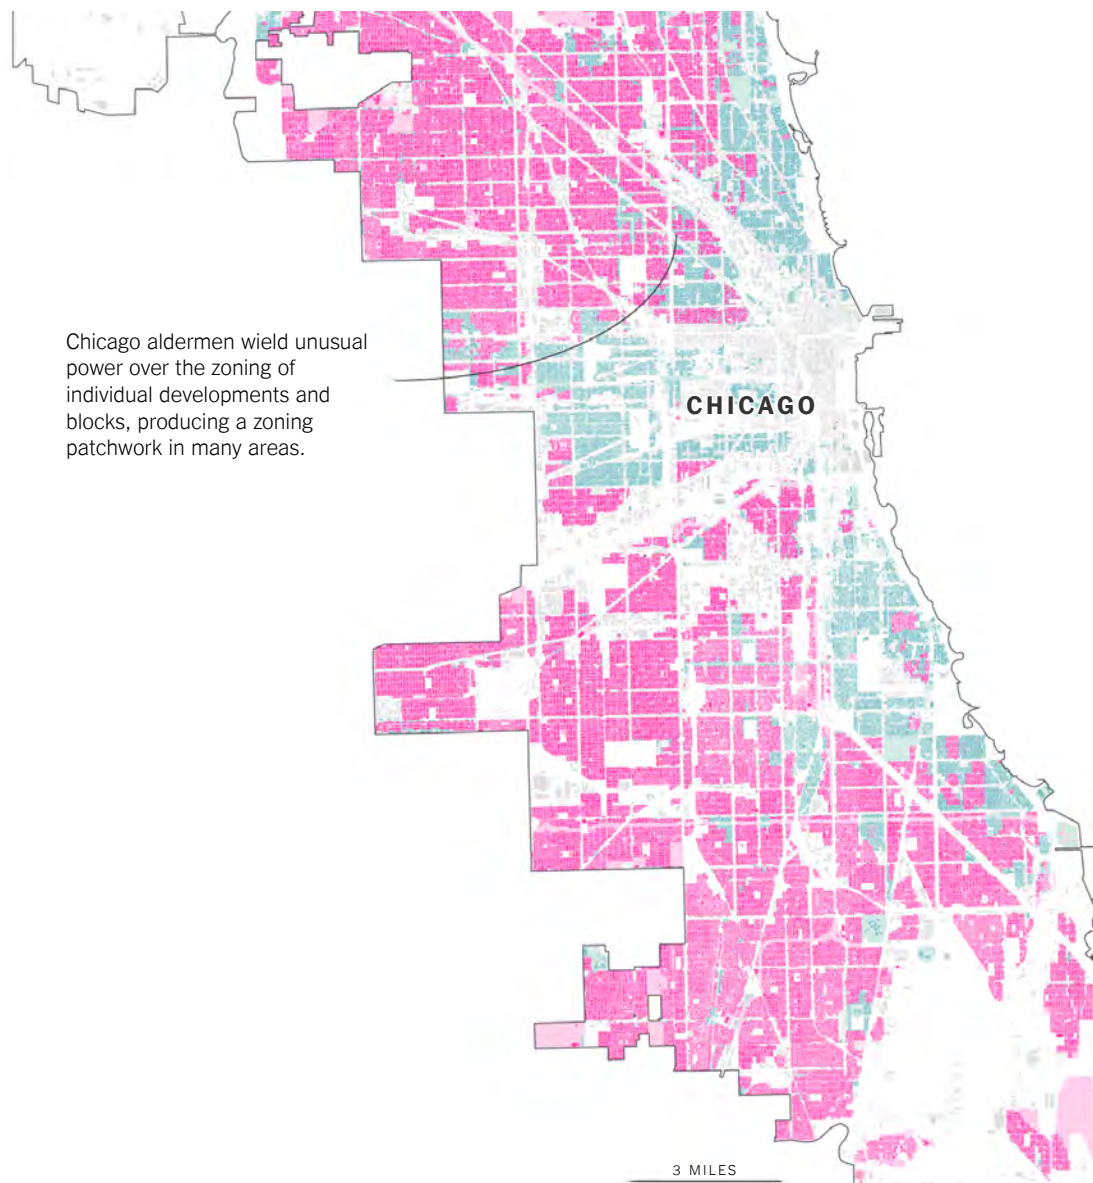 Chicago aldermen wield unusual
power over the zoning of
individual developments and
blocks, producing a zoning
patchwork in many areas.
CHICAGO
3 MILES